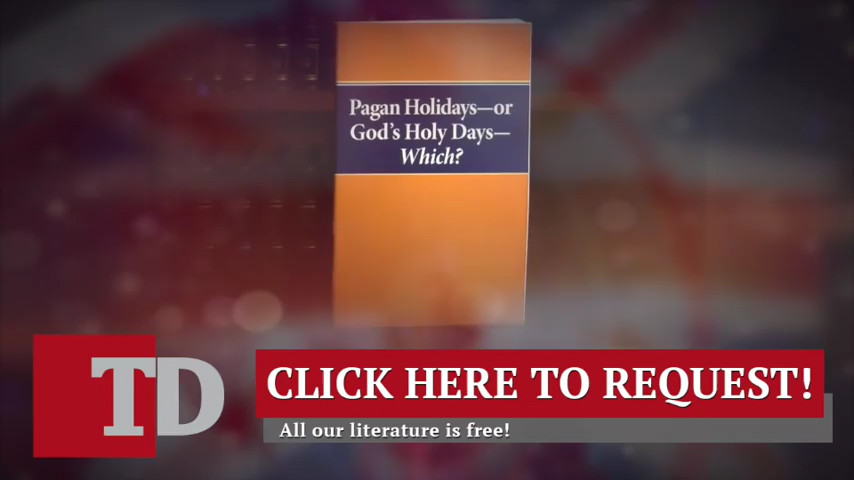 Pagan Holidays—or
God's Holy Days—
Which?
TD
CLICK HERE TO REQUEST!
All our literature is free!